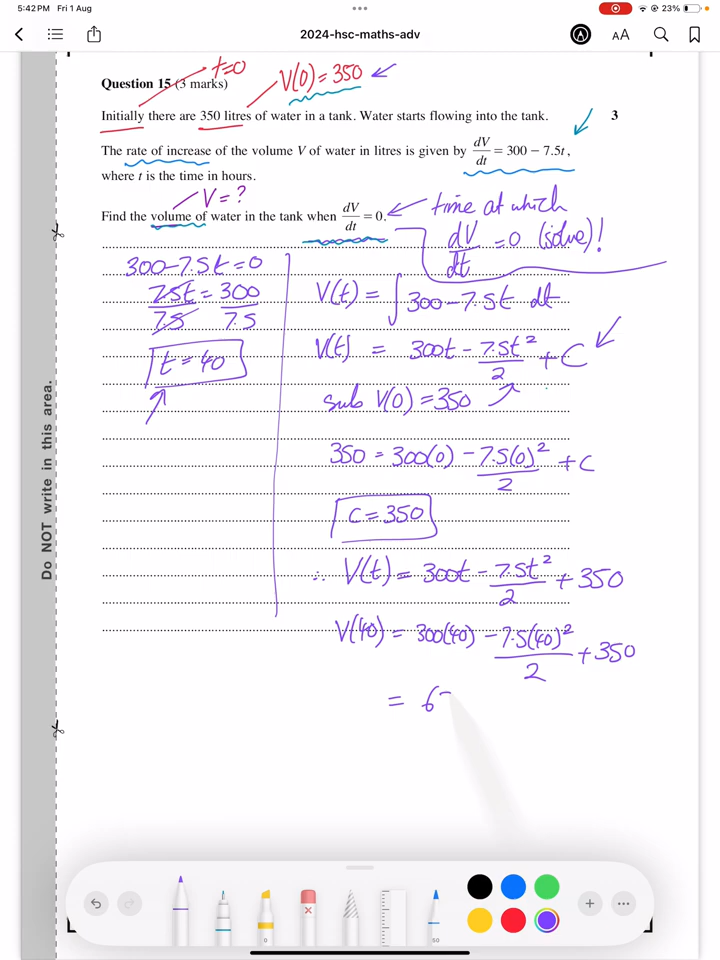 5:42 PM Fri 1 Aug
23%
2024-hsc-maths-adv
AA
t=0
V(0) = 350
Question 15 (3 marks)
Initially there are 350 litres of water in a tank. Water starts flowing into the tank.
3
The rate of increase of the volume V of water in litres is given by dV/dt = 300 − 7.5t,
where t is the time in hours.
V = ?
Find the volume of water in the tank when dV/dt = 0.
time at which
dV/dt = 0 (solve)!
300 - 7.5t = 0
7.5t = 300
7.5 7.5
t = 40
V(t) = ∫ 300 - 7.5t dt
V(t) = 300t - 7.5t²/2 + C
sub V(0) = 350
350 = 300(0) - 7.5(0)²/2 + C
C = 350
∴ V(t) = 300t - 7.5t²/2 + 350
V(40) = 300(40) - 7.5(40)²/2 + 350
= 6
Do NOT write in this area.
0
50